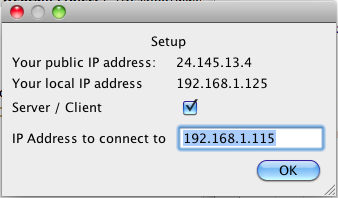 Setup
Your public IP address: 24.145.13.4
Your local IP address 192.168.1.125
Server / Client
IP Address to connect to 192.168.1.115
OK